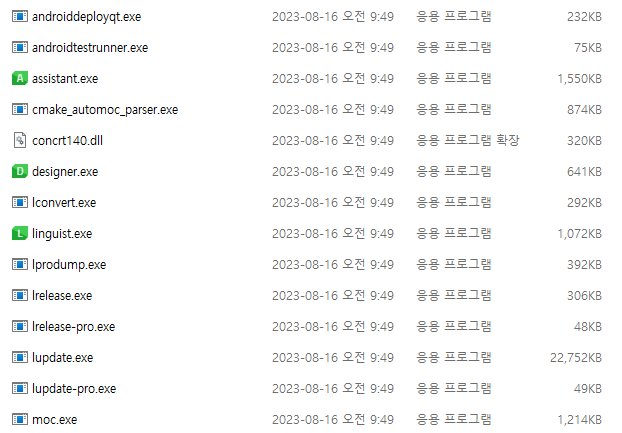 androiddeployqt.exe 2023-08-16 오전 9:49 응용 프로그램 232KB
androidtestrunner.exe 2023-08-16 오전 9:49 응용 프로그램 75KB
A assistant.exe 2023-08-16 오전 9:49 응용 프로그램 1,550KB
cmake_automoc_parser.exe 2023-08-16 오전 9:49 응용 프로그램 874KB
concrt140.dll 2023-08-16 오전 9:49 응용 프로그램 확장 320KB
D designer.exe 2023-08-16 오전 9:49 응용 프로그램 641KB
lconvert.exe 2023-08-16 오전 9:49 응용 프로그램 292KB
L linguist.exe 2023-08-16 오전 9:49 응용 프로그램 1,072KB
lprodump.exe 2023-08-16 오전 9:49 응용 프로그램 392KB
lrelease.exe 2023-08-16 오전 9:49 응용 프로그램 306KB
lrelease-pro.exe 2023-08-16 오전 9:49 응용 프로그램 48KB
lupdate.exe 2023-08-16 오전 9:49 응용 프로그램 22,752KB
lupdate-pro.exe 2023-08-16 오전 9:49 응용 프로그램 49KB
moc.exe 2023-08-16 오전 9:49 응용 프로그램 1,214KB